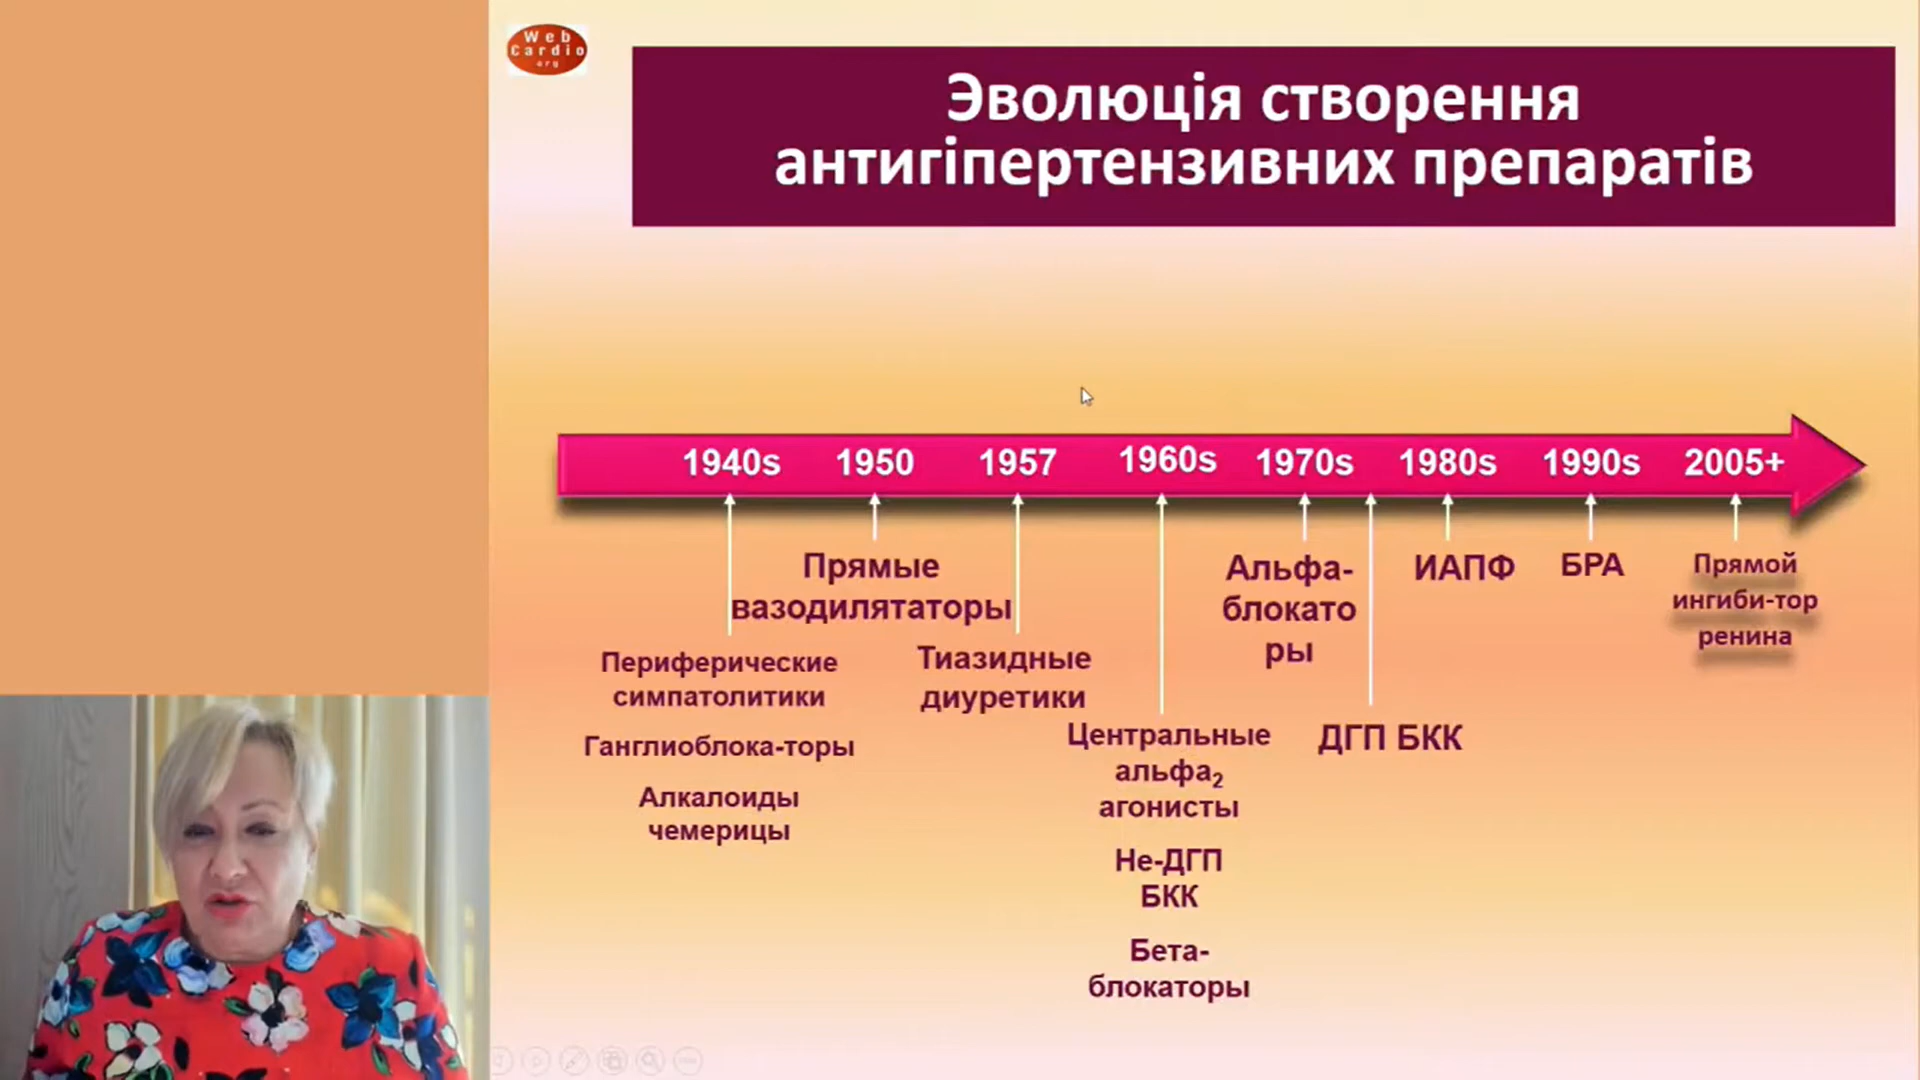 Web
Cardio
org
Эволюція створення
антигіпертензивних препаратів
1940s 1950 1957 1960s 1970s 1980s 1990s 2005+
Прямые
вазодилятаторы
Периферические
симпатолитики
Ганглиоблока-торы
Алкалоиды
чемерицы
Тиазидные
диуретики
Центральные
альфа2
агонисты
Не-ДГП
БКК
Бета-
блокаторы
Альфа-
блокато
ры
ДГП БКК
ИАПФ
БРА
Прямой
ингиби-тор
ренина